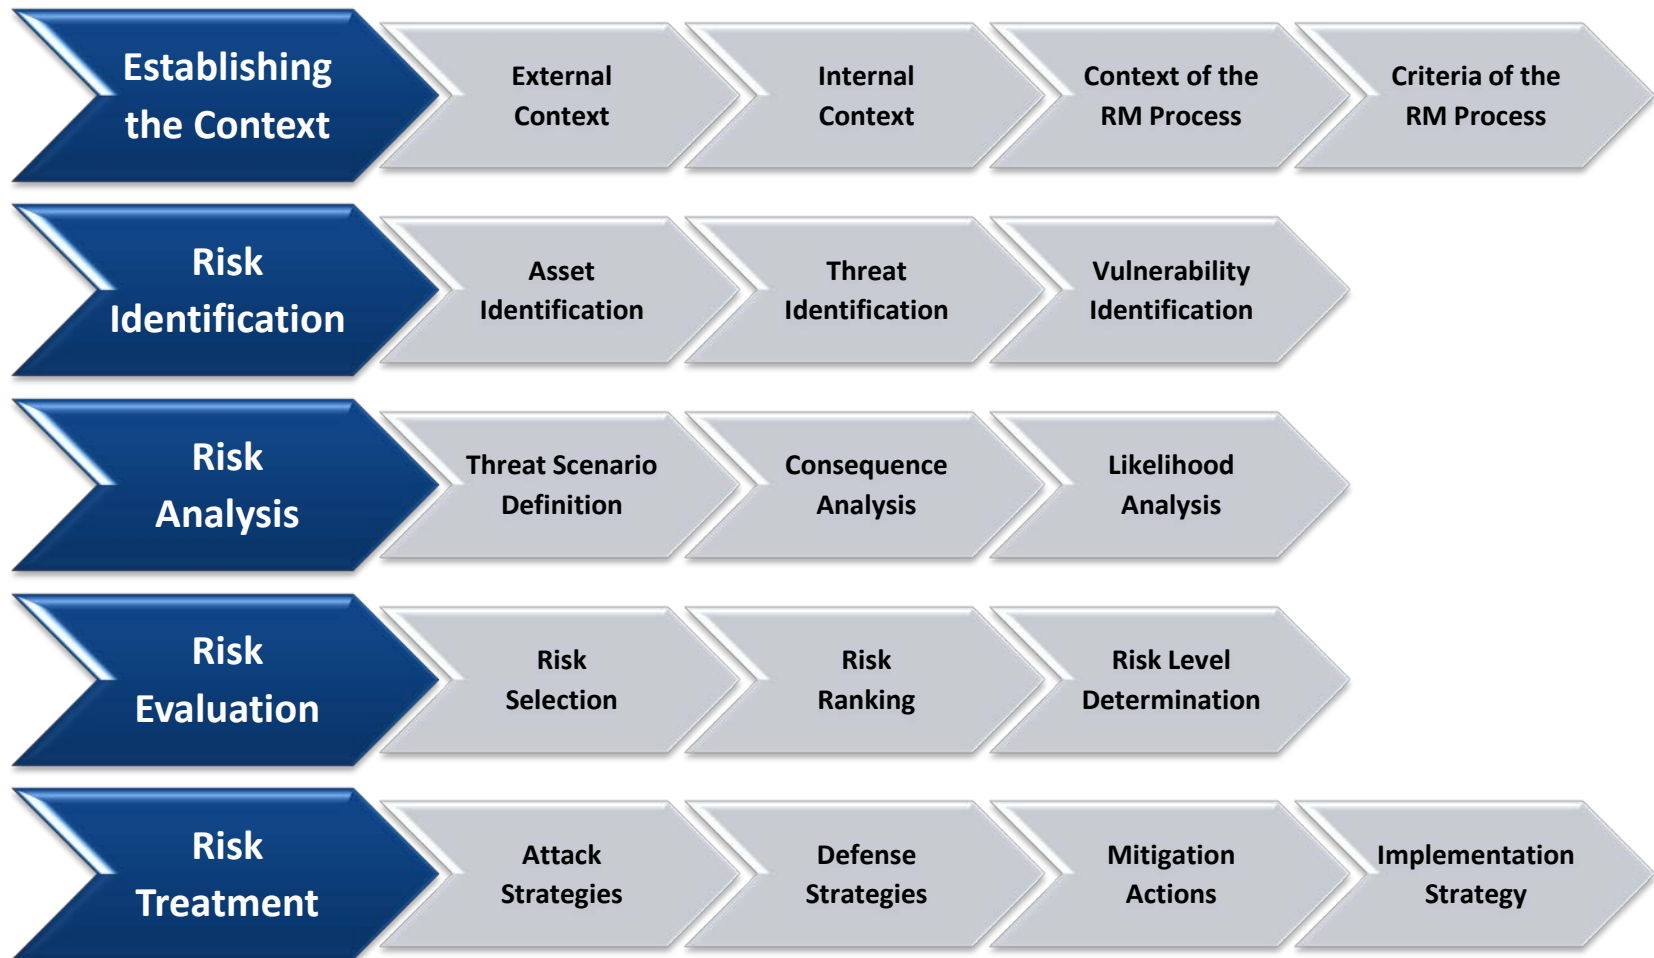 Establishing
the Context
External
Context
Internal
Context
Context of the
RM Process
Criteria of the
RM Process
Risk
Identification
Asset
Identification
Threat
Identification
Vulnerability
Identification
Risk
Analysis
Threat Scenario
Definition
Consequence
Analysis
Likelihood
Analysis
Risk
Evaluation
Risk
Selection
Risk
Ranking
Risk Level
Determination
Risk
Treatment
Attack
Strategies
Defense
Strategies
Mitigation
Actions
Implementation
Strategy